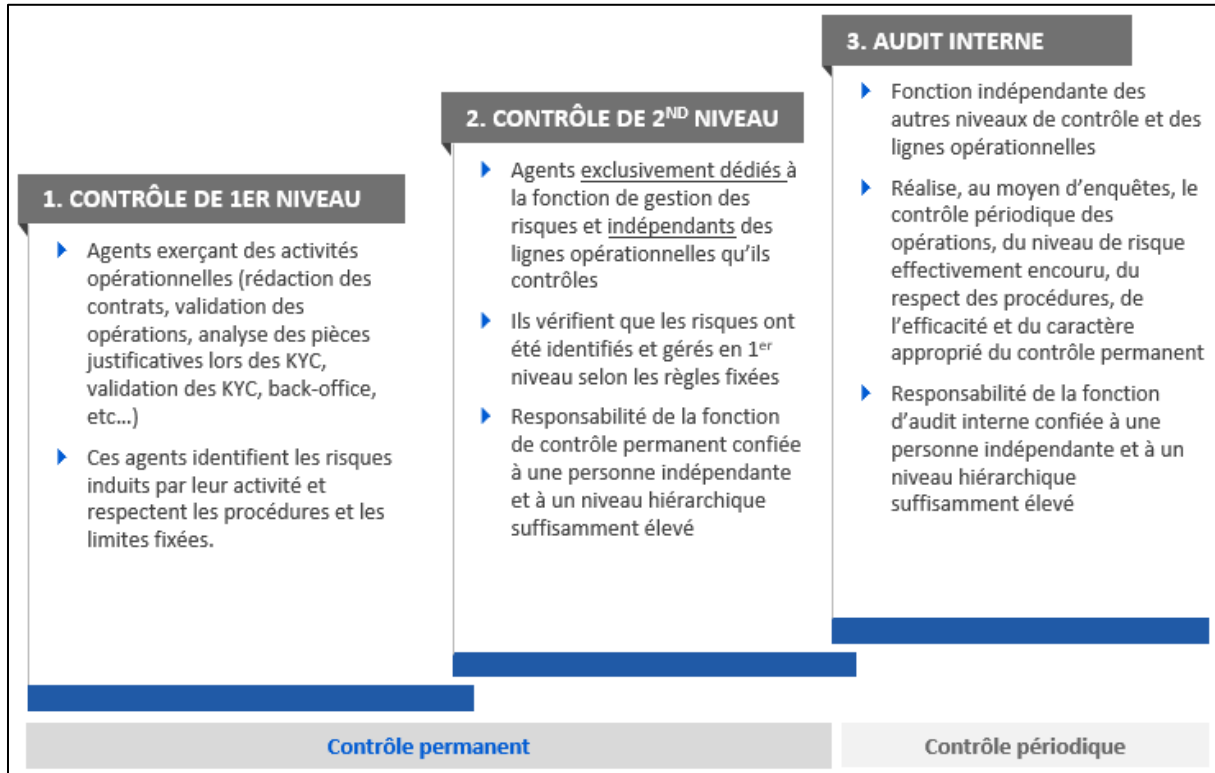 1. CONTRÔLE DE 1ER NIVEAU
Agents exerçant des activités
opérationnelles (rédaction des
contrats, validation des
opérations, analyse des pièces
justificatives lors des KYC,
validation des KYC, back-office,
etc...)
Ces agents identifient les risques
induits par leur activité et
respectent les procédures et les
limites fixées.
2. CONTRÔLE DE 2ND NIVEAU
Agents exclusivement dédiés à
la fonction de gestion des
risques et indépendants des
lignes opérationnelles qu'ils
contrôles
Ils vérifient que les risques ont
été identifiés et gérés en 1er
niveau selon les règles fixées
Responsabilité de la fonction
de contrôle permanent confiée
à une personne indépendante
et à un niveau hiérarchique
suffisamment élevé
3. AUDIT INTERNE
Fonction indépendante des
autres niveaux de contrôle et des
lignes opérationnelles
Réalise, au moyen d'enquêtes, le
contrôle périodique des
opérations, du niveau de risque
effectivement encouru, du
respect des procédures, de
l'efficacité et du caractère
approprié du contrôle permanent
Responsabilité de la fonction
d'audit interne confiée à une
personne indépendante et à un
niveau hiérarchique
suffisamment élevé
Contrôle permanent
Contrôle périodique